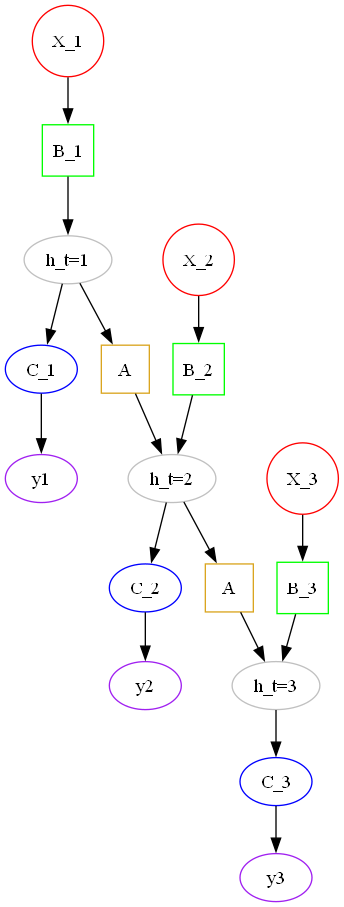 X_1
B_1
h_t=1
X_2
C_1
A
B_2
y1
h_t=2
X_3
C_2
A
B_3
y2
h_t=3
C_3
y3